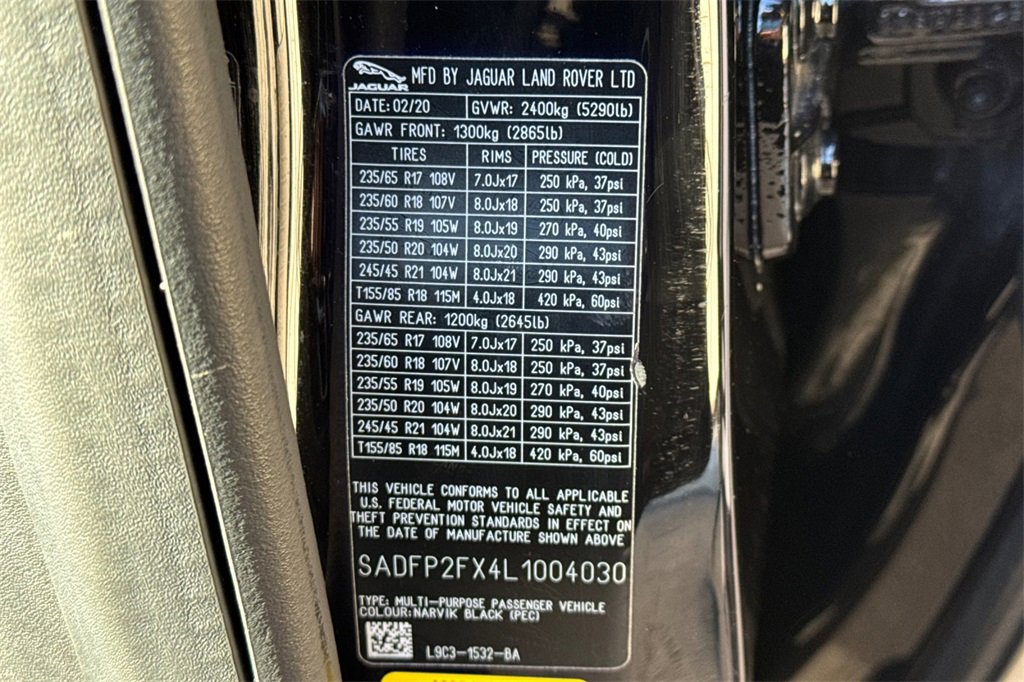 JAGUAR MFD BY JAGUAR LAND ROVER LTD
DATE: 02/20 GVWR: 2400kg (5290lb)
GAWR FRONT: 1300kg (2865lb)
TIRES RIMS PRESSURE (COLD)
235/65 R17 108V 7.0Jx17 250 kPa, 37psi
235/60 R18 107V 8.0Jx18 250 kPa, 37psi
235/55 R19 105W 8.0Jx19 270 kPa, 40psi
235/50 R20 104W 8.0Jx20 290 kPa, 43psi
245/45 R21 104W 8.0Jx21 290 kPa, 43psi
T155/85 R18 115M 4.0Jx18 420 kPa, 60psi
GAWR REAR: 1200kg (2645lb)
235/65 R17 108V 7.0Jx17 250 kPa, 37psi
235/60 R18 107V 8.0Jx18 250 kPa, 37psi
235/55 R19 105W 8.0Jx19 270 kPa, 40psi
235/50 R20 104W 8.0Jx20 290 kPa, 43psi
245/45 R21 104W 8.0Jx21 290 kPa, 43psi
T155/85 R18 115M 4.0Jx18 420 kPa, 60psi
THIS VEHICLE CONFORMS TO ALL APPLICABLE
U.S. FEDERAL MOTOR VEHICLE SAFETY AND
THEFT PREVENTION STANDARDS IN EFFECT ON
THE DATE OF MANUFACTURE SHOWN ABOVE
SADFP2FX4L1004030
TYPE: MULTI-PURPOSE PASSENGER VEHICLE
COLOUR:NARVIK BLACK (PEC)
L9C3-1532-BA